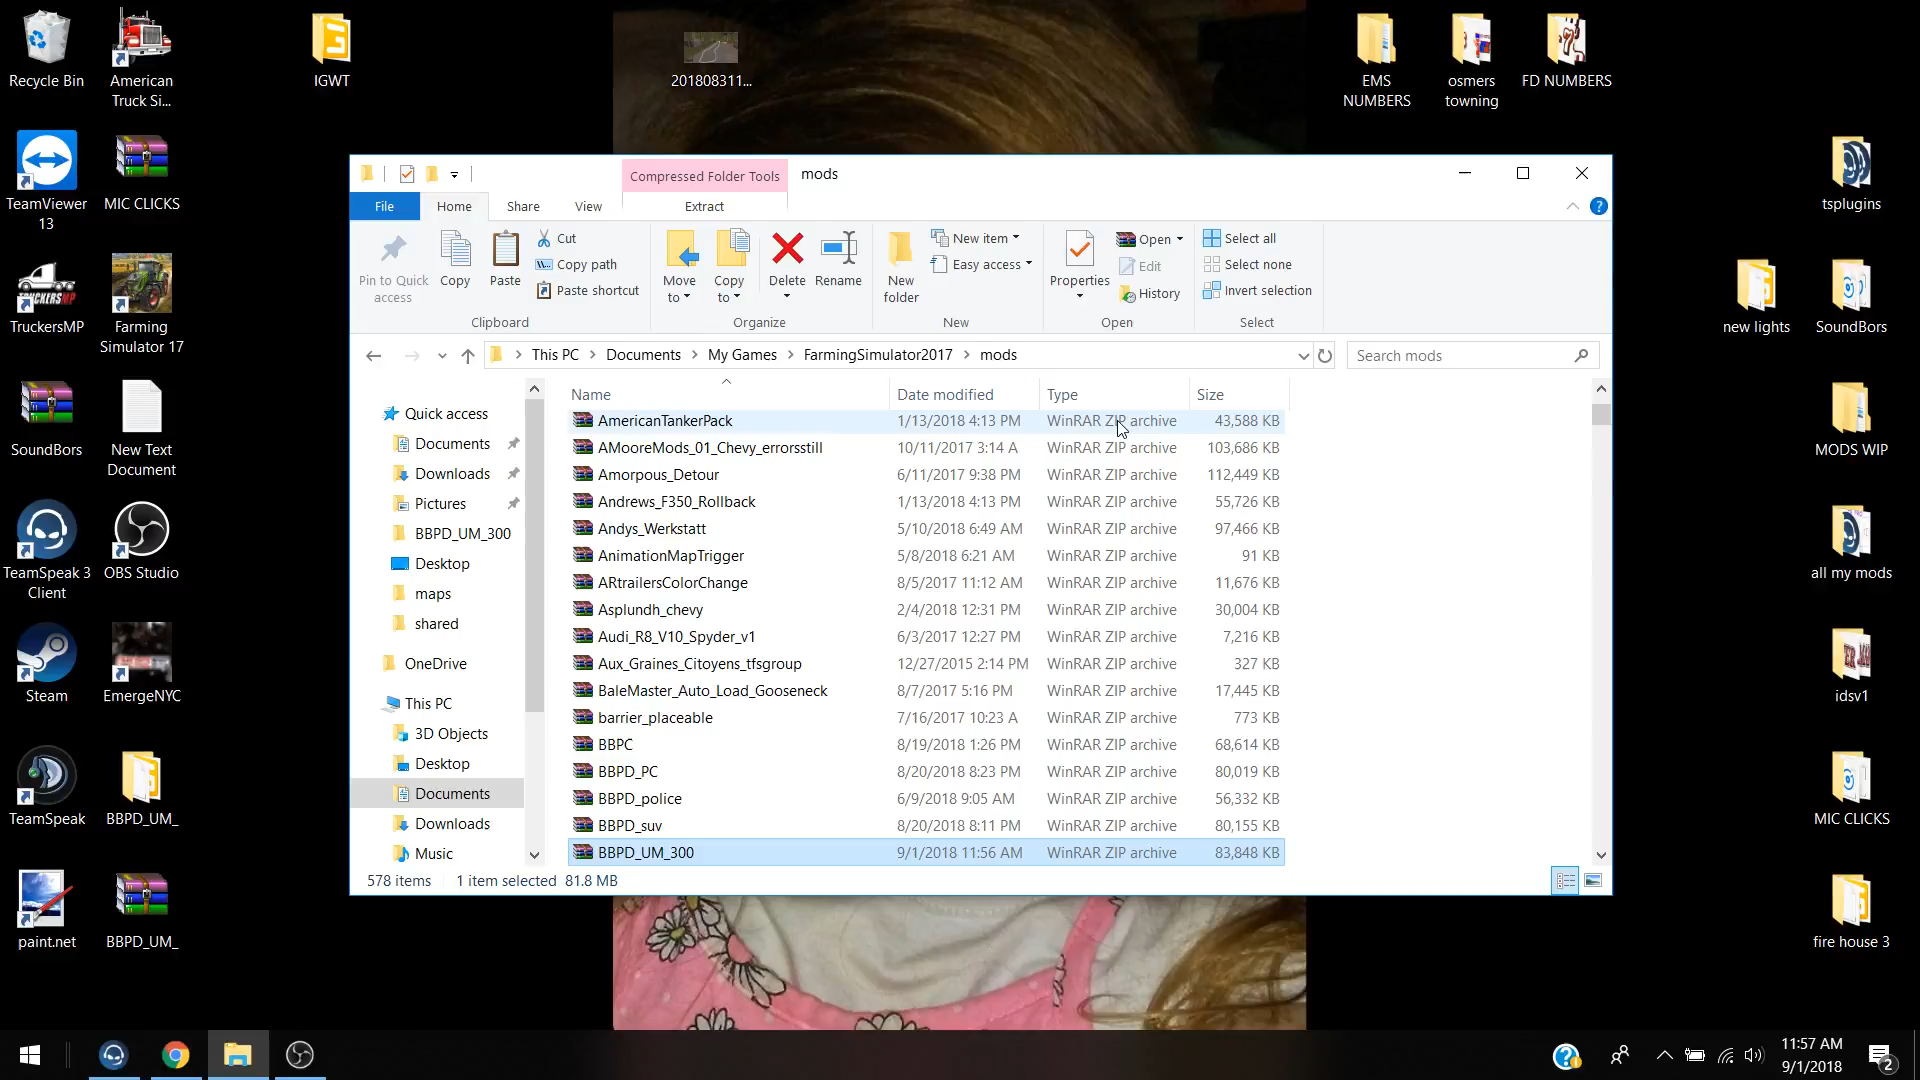 Recycle Bin
American
Truck Si...
IGWT
201808311...
EMS
NUMBERS
osmers
towning
FD NUMBERS
TeamViewer
13
MIC CLICKS
TruckersMP
Farming
Simulator 17
SoundBors
New Text
Document
TeamSpeak 3
Client
OBS Studio
Steam
EmergeNYC
TeamSpeak
BBPD_UM_
paint.net
BBPD_UM_
tsplugins
new lights
SoundBors
MODS WIP
all my mods
idsv1
MIC CLICKS
fire house 3
Compressed Folder Tools
mods
File
Home
Share
View
Extract
Pin to Quick
access
Copy
Paste
Cut
Copy path
Paste shortcut
Clipboard
Move
to
Copy
to
Delete
Rename
Organize
New
folder
New item
Easy access
New
Properties
Open
Edit
History
Open
Select all
Select none
Invert selection
Select
This PC > Documents > My Games > FarmingSimulator2017 > mods
Search mods
Quick access
Documents
Downloads
Pictures
BBPD_UM_300
Desktop
maps
shared
OneDrive
This PC
3D Objects
Desktop
Documents
Downloads
Music
Name Date modified Type Size
AmericanTankerPack 1/13/2018 4:13 PM WinRAR ZIP archive 43,588 KB
AMooreMods_01_Chevy_errorsstill 10/11/2017 3:14 A WinRAR ZIP archive 103,686 KB
Amorpous_Detour 6/11/2017 9:38 PM WinRAR ZIP archive 112,449 KB
Andrews_F350_Rollback 1/13/2018 4:13 PM WinRAR ZIP archive 55,726 KB
Andys_Werkstatt 5/10/2018 6:49 AM WinRAR ZIP archive 97,466 KB
AnimationMapTrigger 5/8/2018 6:21 AM WinRAR ZIP archive 91 KB
ARtrailersColorChange 8/5/2017 11:12 AM WinRAR ZIP archive 11,676 KB
Asplundh_chevy 2/4/2018 12:31 PM WinRAR ZIP archive 30,004 KB
Audi_R8_V10_Spyder_v1 6/3/2017 12:27 PM WinRAR ZIP archive 7,216 KB
Aux_Graines_Citoyens_tfsgroup 12/27/2015 2:14 PM WinRAR ZIP archive 327 KB
BaleMaster_Auto_Load_Gooseneck 8/7/2017 5:16 PM WinRAR ZIP archive 17,445 KB
barrier_placeable 7/16/2017 10:23 A WinRAR ZIP archive 773 KB
BBPC 8/19/2018 1:26 PM WinRAR ZIP archive 68,614 KB
BBPD_PC 8/20/2018 8:23 PM WinRAR ZIP archive 80,019 KB
BBPD_police 6/9/2018 9:05 AM WinRAR ZIP archive 56,332 KB
BBPD_suv 8/20/2018 8:11 PM WinRAR ZIP archive 80,155 KB
BBPD_UM_300 9/1/2018 11:56 AM WinRAR ZIP archive 83,848 KB
578 items 1 item selected 81.8 MB
11:57 AM
9/1/2018
2